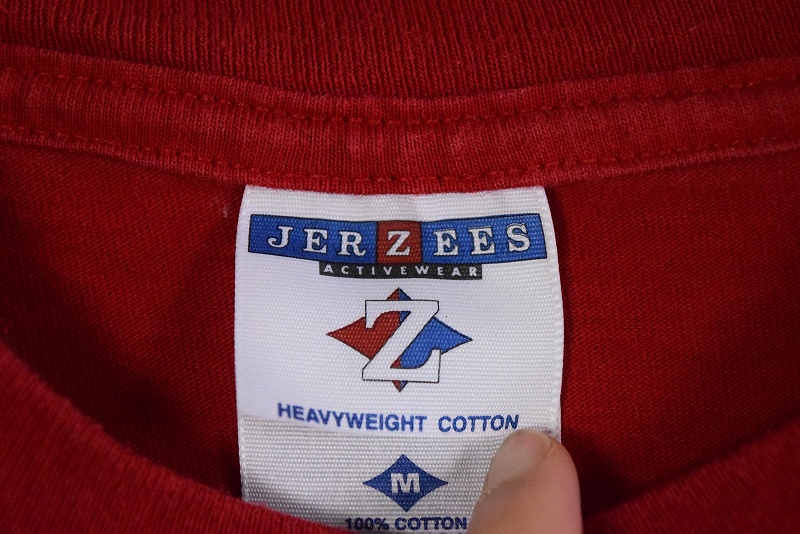 JERZEES
ACTIVEWEAR
Z
HEAVYWEIGHT COTTON
M
100% COTTON